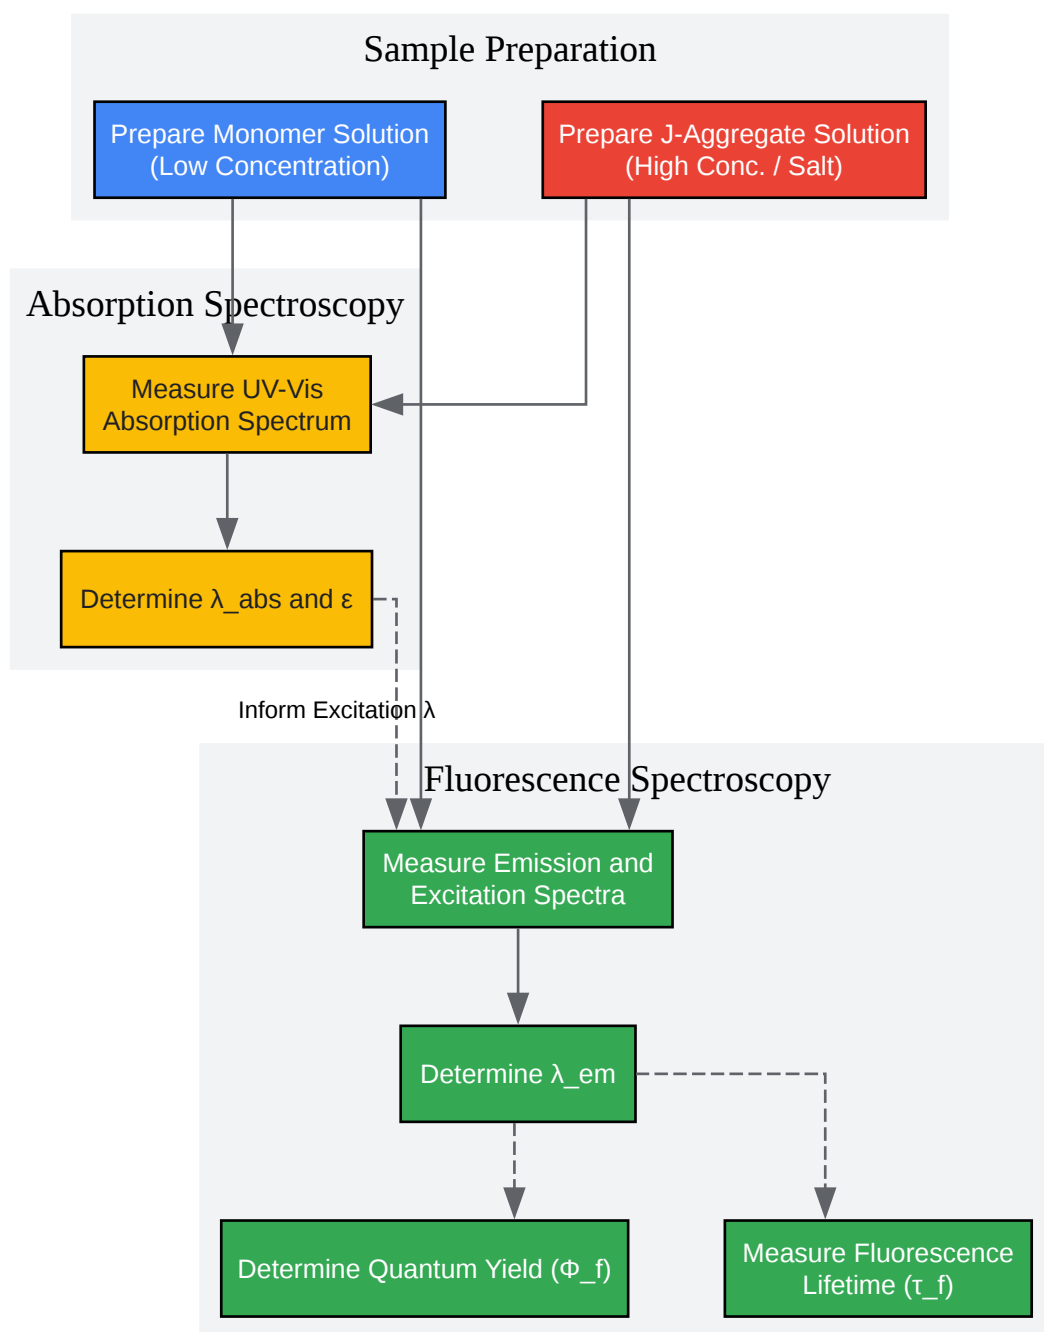 Sample Preparation
Prepare Monomer Solution
(Low Concentration)
Prepare J-Aggregate Solution
(High Conc. / Salt)
Absorption Spectroscopy
Measure UV-Vis
Absorption Spectrum
Determine λ_abs and ε
Inform Excitation λ
Fluorescence Spectroscopy
Measure Emission and
Excitation Spectra
Determine λ_em
Determine Quantum Yield (Φ_f)
Measure Fluorescence
Lifetime (τ_f)